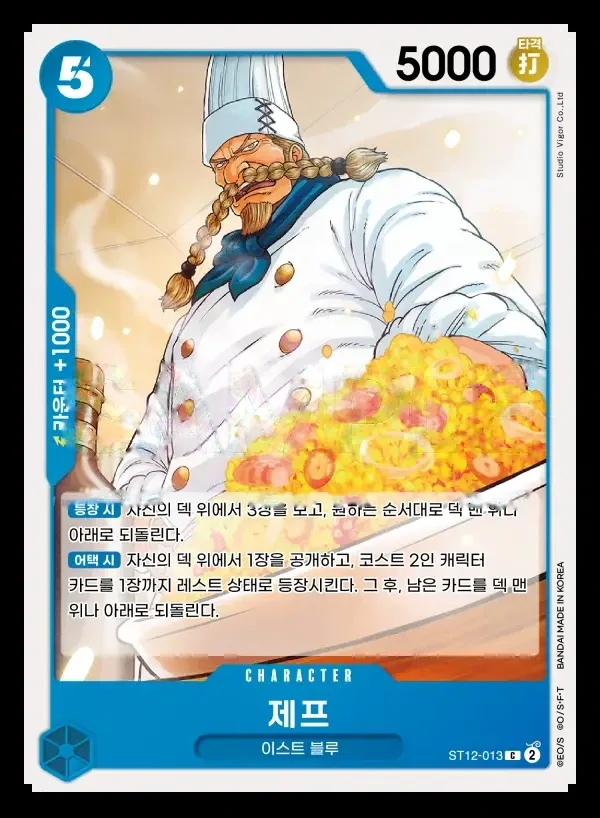 5
5000
타격
打
Studio Vigor Co.,Ltd
카운터 +1000
등장 시 자신의 덱 위에서 3장을 보고, 원하는 순서대로 덱 맨 위나
아래로 되돌린다.
어택 시 자신의 덱 위에서 1장을 공개하고, 코스트 2인 캐릭터
카드를 1장까지 레스트 상태로 등장시킨다. 그 후, 남은 카드를 덱 맨
위나 아래로 되돌린다.
CHARACTER
제프
이스트 블루
ST12-013 C 2
©EO/S ©O/S·F·T BANDAI MADE IN KOREA